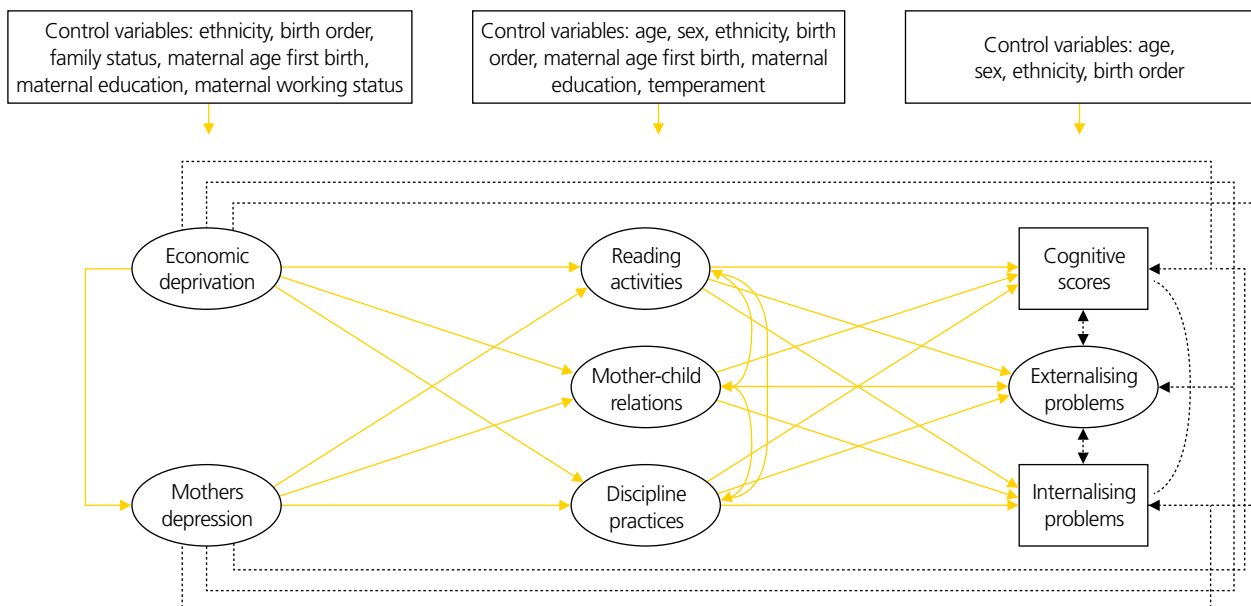 Control variables: ethnicity, birth order,
family status, maternal age first birth,
maternal education, maternal working status
Control variables: age, sex, ethnicity, birth
order, maternal age first birth, maternal
education, temperament
Control variables: age,
sex, ethnicity, birth order
Economic
deprivation
Reading
activities
Cognitive
scores
Mother-child
relations
Externalising
problems
Mothers
depression
Discipline
practices
Internalising
problems